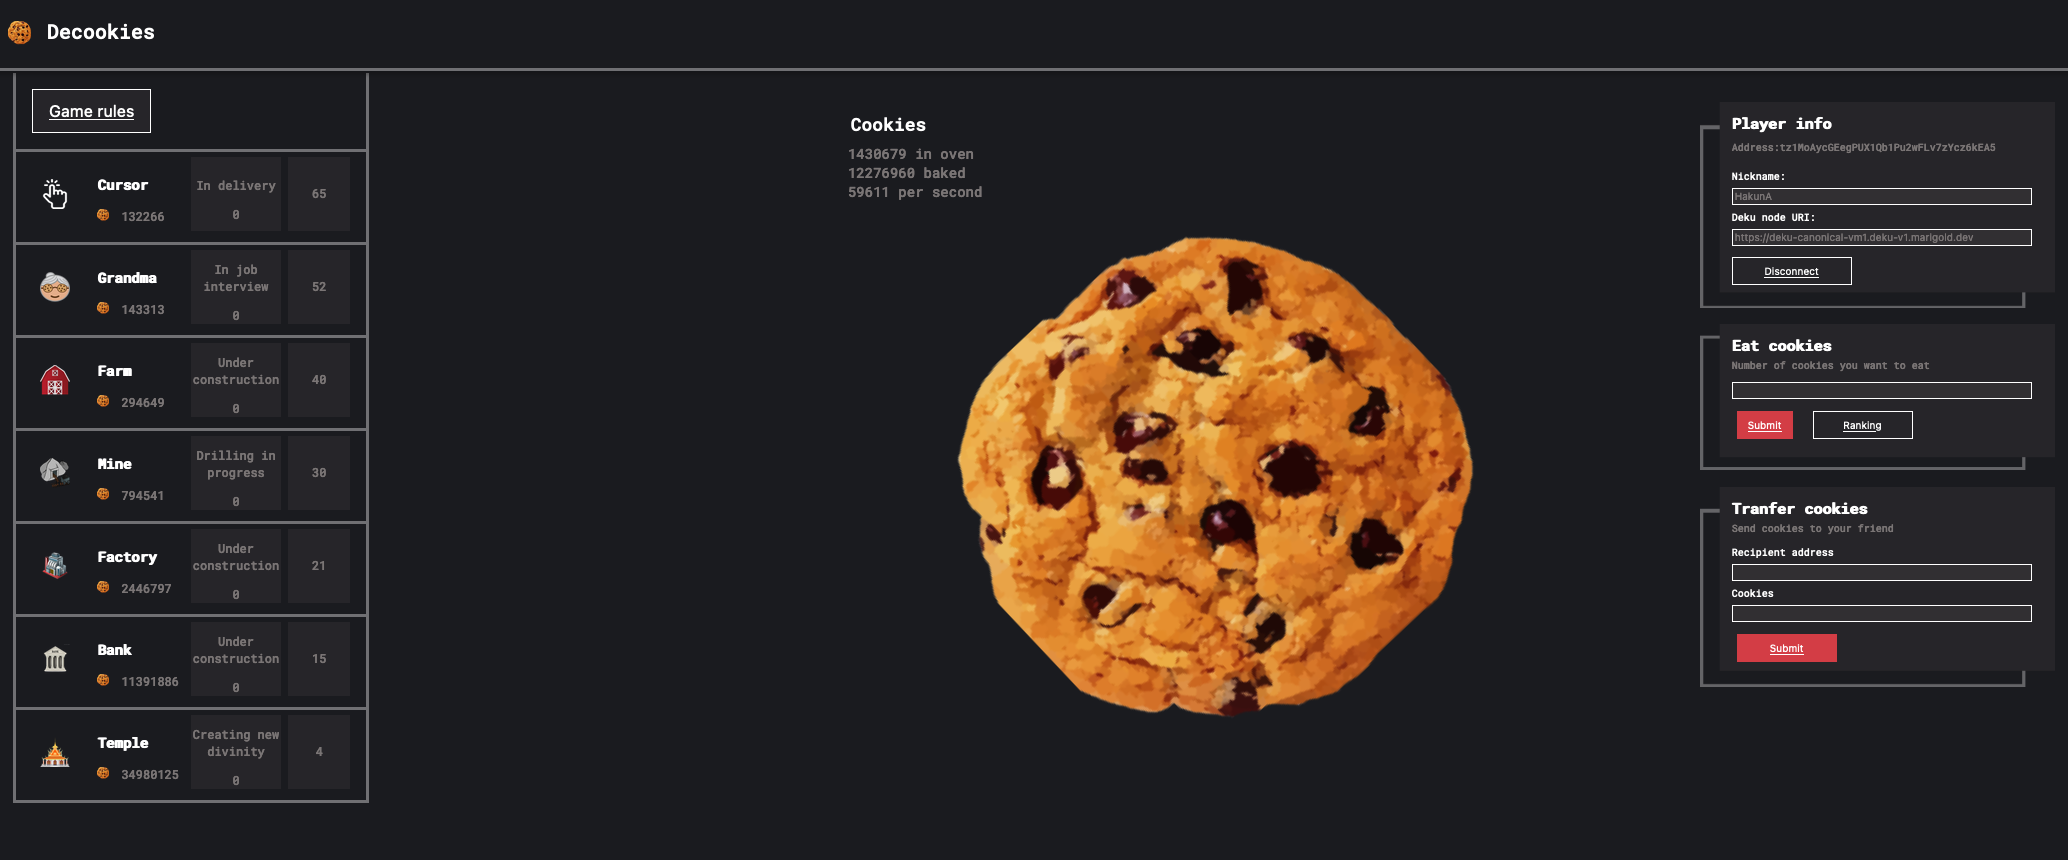 Decookies
Game rules
Cursor
132266
In delivery
0
65
Grandma
143313
In job
interview
0
52
Farm
294649
Under
construction
0
40
Mine
794541
Drilling in
progress
0
30
Factory
2446797
Under
construction
0
21
Bank
11391886
Under
construction
0
15
Temple
34980125
Creating new
divinity
0
4
Cookies
1430679 in oven
12276960 baked
59611 per second
Player info
Address:tz1MoAycGEegPUX1Qb1Pu2wFLv7zYcz6kEA5
Nickname:
HakunA
Deku node URI:
https://deku-canonical-vm1.deku-v1.marigold.dev
Disconnect
Eat cookies
Number of cookies you want to eat
Submit
Ranking
Tranfer cookies
Send cookies to your friend
Recipient address
Cookies
Submit